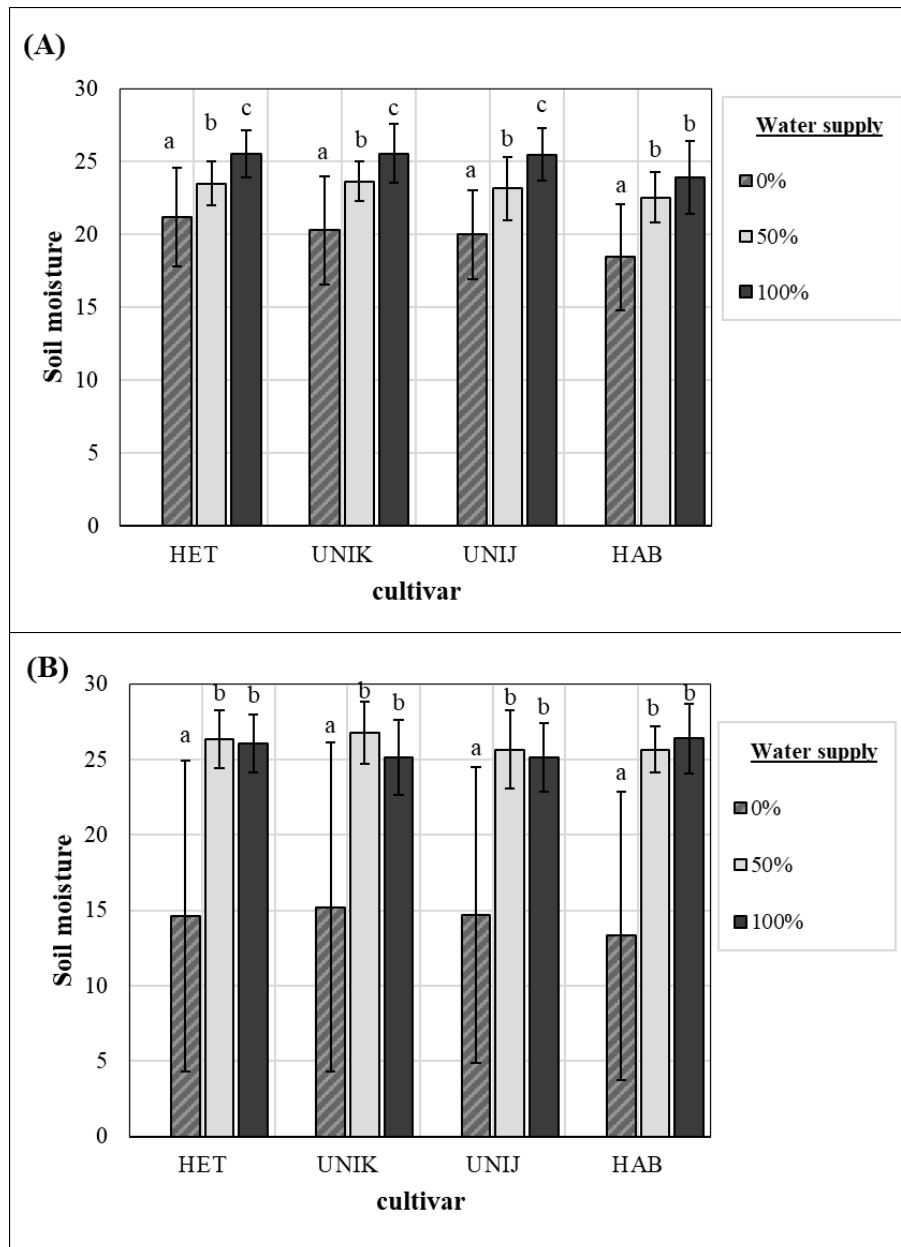 (A)
30
25
20
15
10
5
0
Soil moisture
a b c
a b c
a b c
a b b
HET UNIK UNIJ HAB
cultivar
Water supply
0%
50%
100%
(B)
30
25
20
15
10
5
0
Soil moisture
a b b
a b b
a b b
a b b
HET UNIK UNIJ HAB
cultivar
Water supply
0%
50%
100%